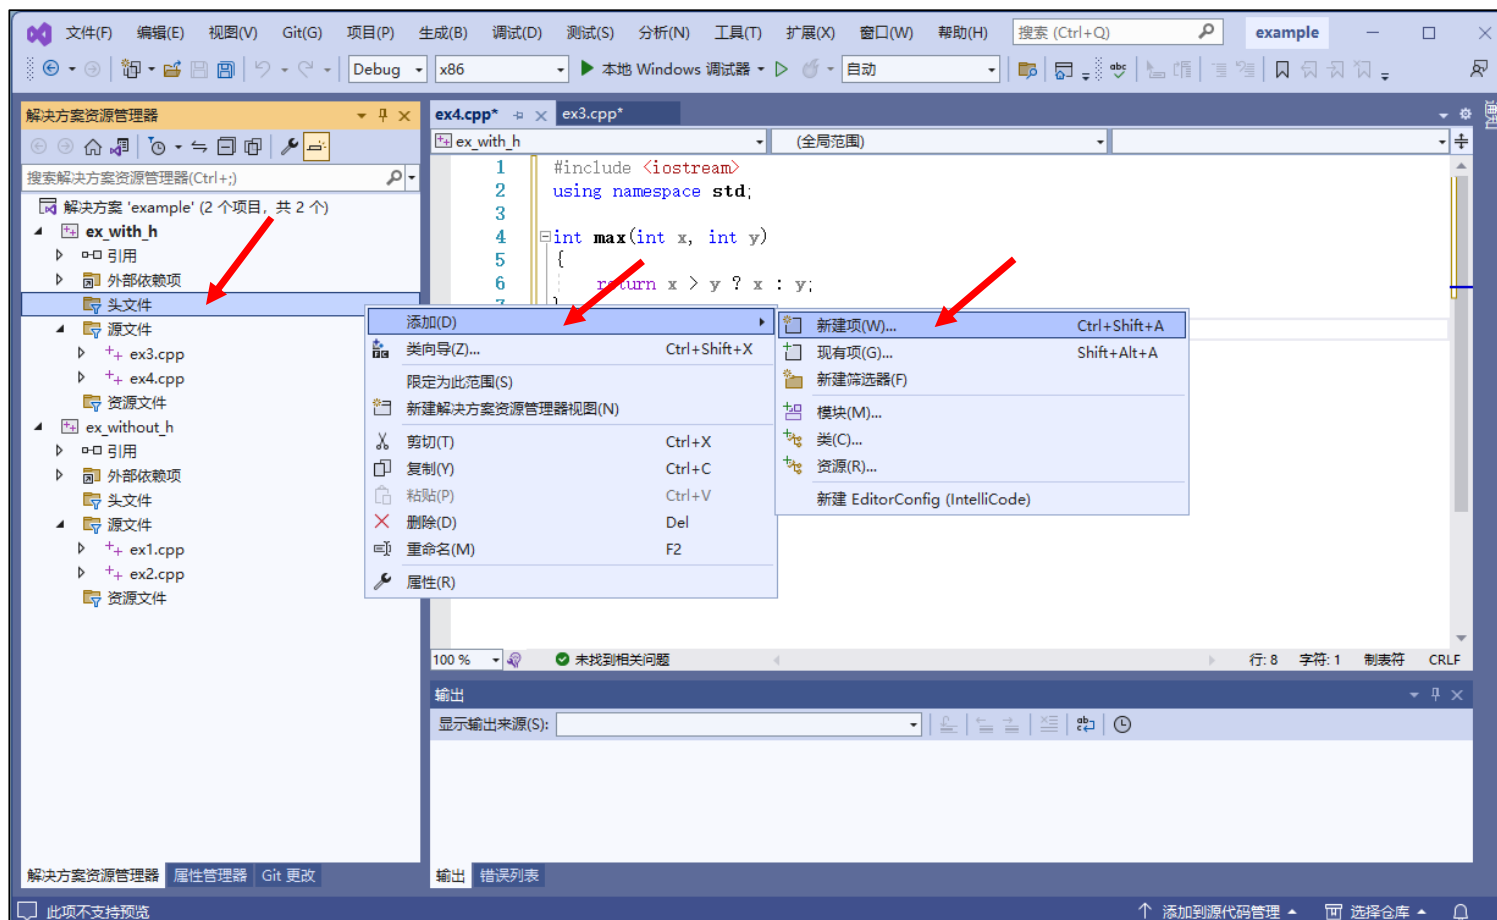 文件(F) 编辑(E) 视图(V) Git(G) 项目(P) 生成(B) 调试(D) 测试(S) 分析(N) 工具(T) 扩展(X) 窗口(W) 帮助(H) 搜索 (Ctrl+Q) example
Debug x86 本地 Windows 调试器 自动
解决方案资源管理器
搜索解决方案资源管理器(Ctrl+;)
解决方案 'example' (2 个项目, 共 2 个)
ex_with_h
引用
外部依赖项
头文件
源文件
ex3.cpp
ex4.cpp
资源文件
ex_without_h
引用
外部依赖项
头文件
源文件
ex1.cpp
ex2.cpp
资源文件
解决方案资源管理器 属性管理器 Git 更改
ex4.cpp* ex3.cpp*
ex_with_h (全局范围)
1 #include <iostream>
2 using namespace std;
3
4 int max(int x, int y)
5 {
6 return x > y ? x : y;
7 }
添加(D)
类向导(Z)... Ctrl+Shift+X
限定为此范围(S)
新建解决方案资源管理器视图(N)
剪切(T) Ctrl+X
复制(Y) Ctrl+C
粘贴(P) Ctrl+V
删除(D) Del
重命名(M) F2
属性(R)
新建项(W)... Ctrl+Shift+A
现有项(G)... Shift+Alt+A
新建筛选器(F)
模块(M)...
类(C)...
资源(R)...
新建 EditorConfig (IntelliCode)
100 % 未找到相关问题 行: 8 字符: 1 制表符 CRLF
输出
显示输出来源(S):
输出 错误列表
通知
此项不支持预览 添加到源代码管理 选择仓库